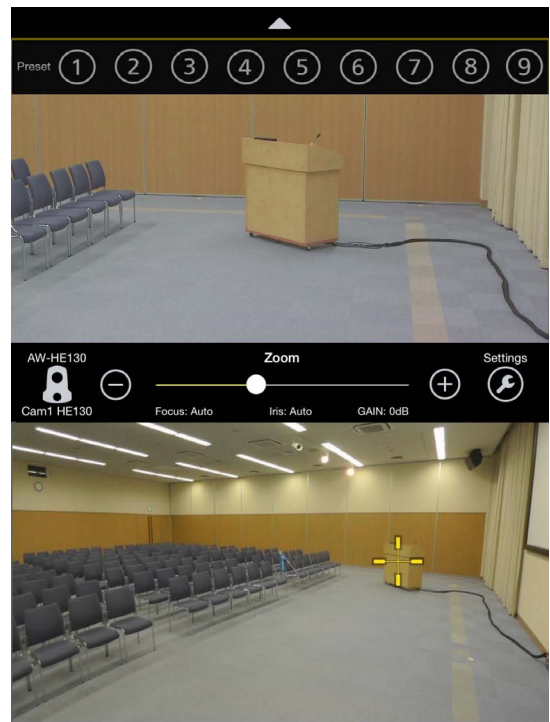 Preset 1 2 3 4 5 6 7 8 9
AW-HE130 Zoom Settings
Cam1 HE130 Focus: Auto Iris: Auto GAIN: 0dB